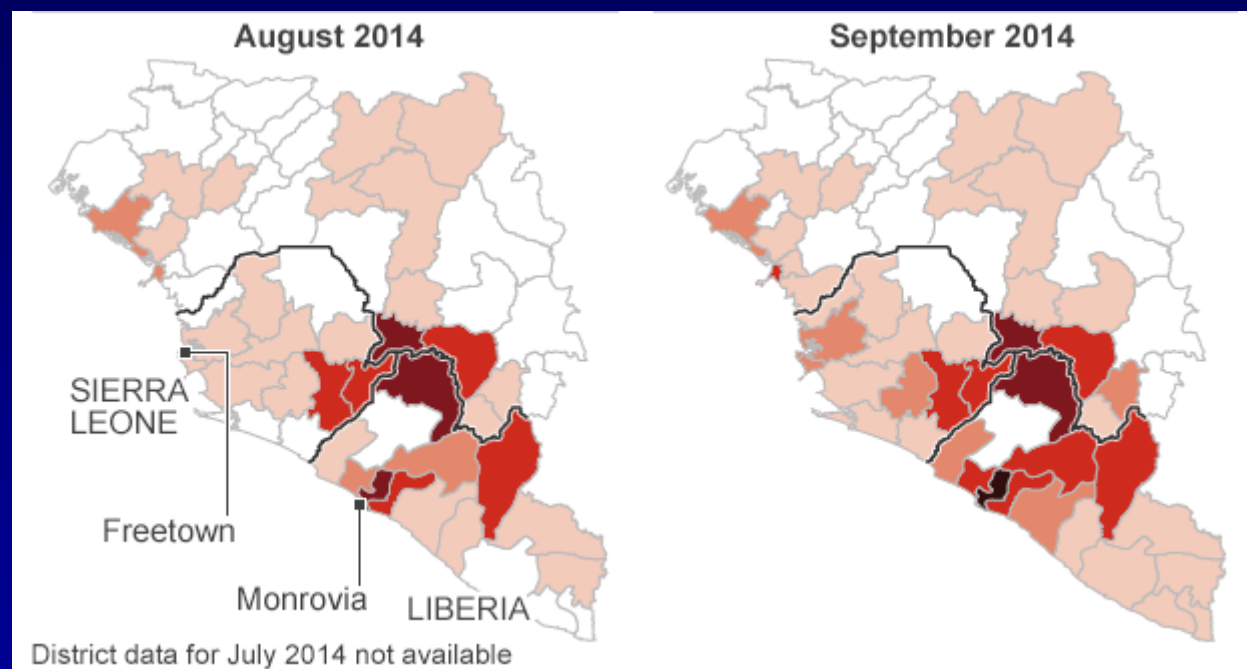 August 2014
September 2014
SIERRA
LEONE
Freetown
Monrovia
LIBERIA
District data for July 2014 not available